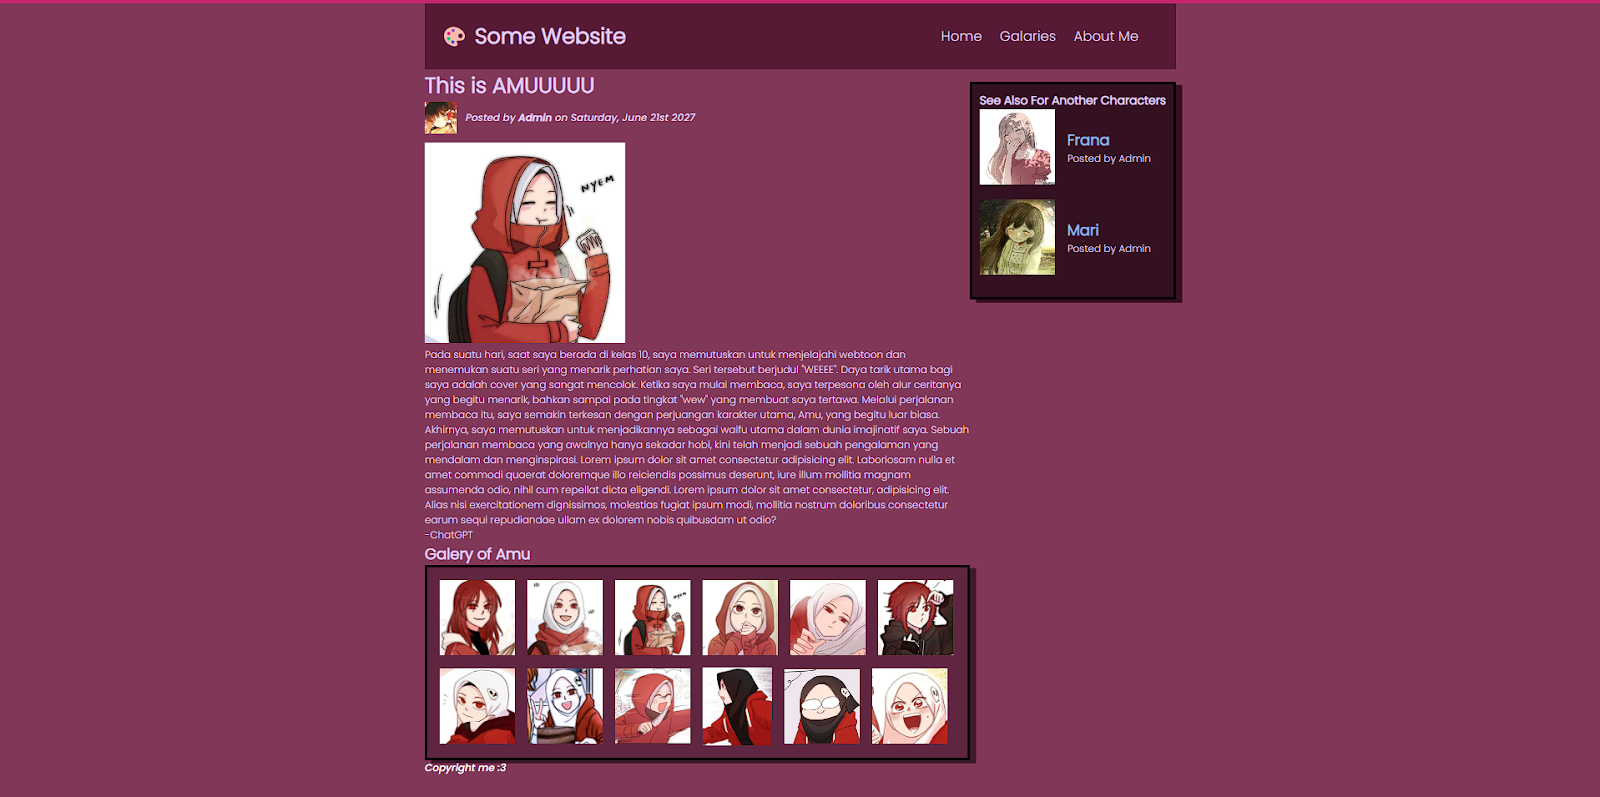 Some Website
Home
Galaries
About Me
This is AMUUUUU
Posted by Admin on Saturday, June 21st 2027
NYEM
Pada suatu hari, saat saya berada di kelas 10, saya memutuskan untuk menjelajahi webtoon dan
menemukan suatu seri yang menarik perhatian saya. Seri tersebut berjudul "WEEEE". Daya tarik utama bagi
saya adalah cover yang sangat mencolok. Ketika saya mulai membaca, saya terpesona oleh alur ceritanya
yang begitu menarik, bahkan sampai pada tingkat "wew" yang membuat saya tertawa. Melalui perjalanan
membaca itu, saya semakin terkesan dengan perjuangan karakter utama, Amu, yang begitu luar biasa.
Akhirnya, saya memutuskan untuk menjadikannya sebagai waifu utama dalam dunia imajinatif saya. Sebuah
perjalanan membaca yang awalnya hanya sekadar hobi, kini telah menjadi sebuah pengalaman yang
mendalam dan menginspirasi. Lorem ipsum dolor sit amet consectetur adipisicing elit. Laboriosam nulla et
amet commodi quaerat doloremque illo reiciendis possimus deserunt, iure illum mollitia magnam
assumenda odio, nihil cum repellat dicta eligendi. Lorem ipsum dolor sit amet consectetur, adipisicing elit.
Alias nisi exercitationem dignissimos, molestias fugiat ipsum modi, mollitia nostrum doloribus consectetur
earum sequi repudiandae ullam ex dolorem nobis quibusdam ut odio?
-ChatGPT
Galery of Amu
Copyright me :3
See Also For Another Characters
Frana
Posted by Admin
Mari
Posted by Admin